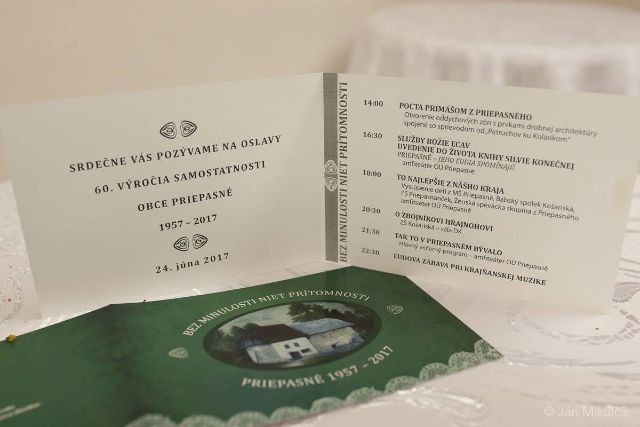 SRDEČNE VÁS POZÝVAME NA OSLAVY
60. VÝROČIA SAMOSTATNOSTI
OBCE PRIEPASNÉ
1957 – 2017
24. júna 2017
BEZ MINULOSTI NIET PRÍTOMNOSTI
14:00 POCTA PRIMÁŠOM Z PRIEPASNÉHO
Otvorenie oddychových zón s prvkami drobnej architektúry
spojené so sprievodom od „Petruchov ku Kolárikom"
16:30 SLUŽBY BOŽIE ECAV
UVEDENIE DO ŽIVOTA KNIHY SILVIE KONEČNEJ
PRIEPASNÉ – JEHO ĽUDIA SPOMÍNAJÚ
amfiteáter OÚ Priepasné
18:00 TO NAJLEPŠIE Z NÁŠHO KRAJA
Vystúpenie detí z MŠ Priepasné, Babský spolok Košariská,
FS Priepasňanček, Ženská spevácka skupina z Priepasného
amfiteáter OÚ Priepasné
20:30 O ZBOJNÍKOVI HRAJNOHOVI
ZŠ Košariská – sála DK
21:30 TAK TO V PRIEPASNÉM BÝVALO
Hlavný večerný program – amfiteáter OÚ Priepasné
22:30 ĽUDOVÁ ZÁBAVA PRI KRAJŇANSKEJ MUZIKE
BEZ MINULOSTI NIET PRÍTOMNOSTI
PRIEPASNÉ 1957 – 2017
© Ján Mikulčík